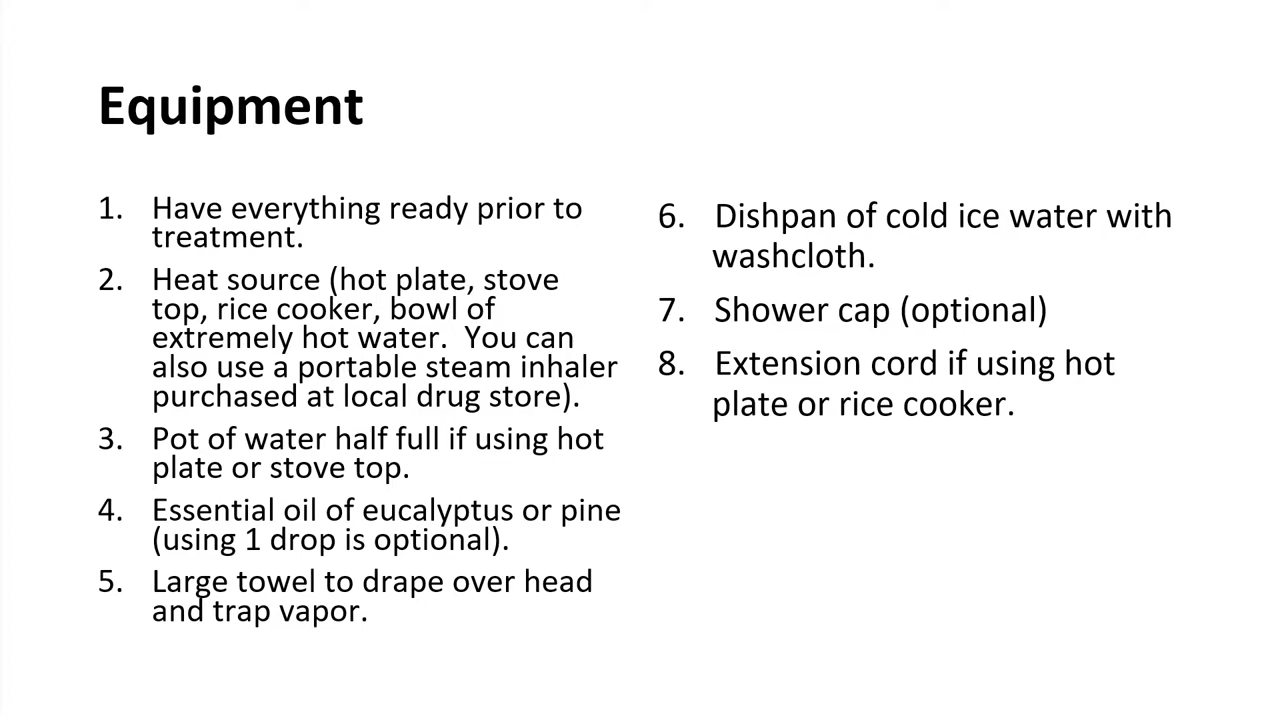 Equipment
1. Have everything ready prior to
treatment.
2. Heat source (hot plate, stove
top, rice cooker, bowl of
extremely hot water.  You can
also use a portable steam inhaler
purchased at local drug store).
3. Pot of water half full if using hot
plate or stove top.
4. Essential oil of eucalyptus or pine
(using 1 drop is optional).
5. Large towel to drape over head
and trap vapor.
6. Dishpan of cold ice water with
washcloth.
7. Shower cap (optional)
8. Extension cord if using hot
plate or rice cooker.